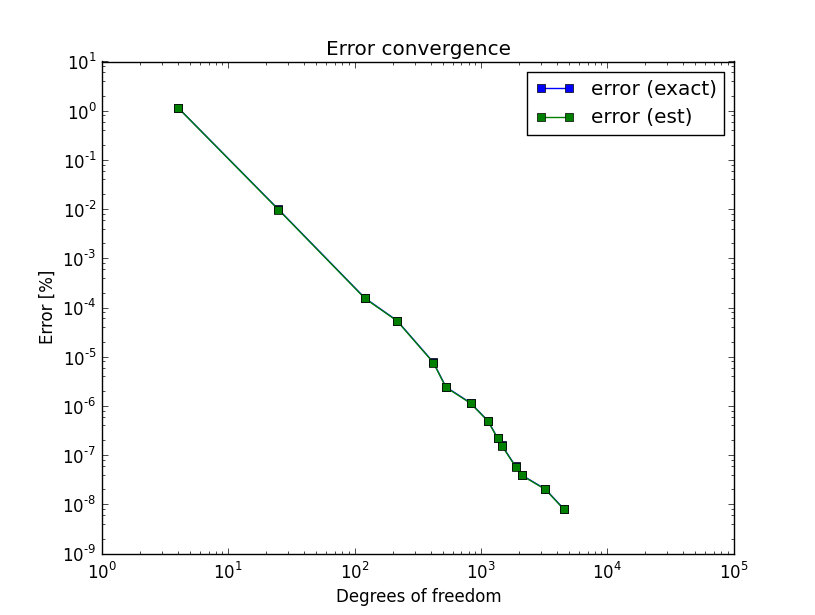 Error convergence
error (exact)
error (est)
10^1
10^0
10^-1
10^-2
10^-3
10^-4
10^-5
10^-6
10^-7
10^-8
10^-9
Error [%]
10^0 10^1 10^2 10^3 10^4 10^5
Degrees of freedom